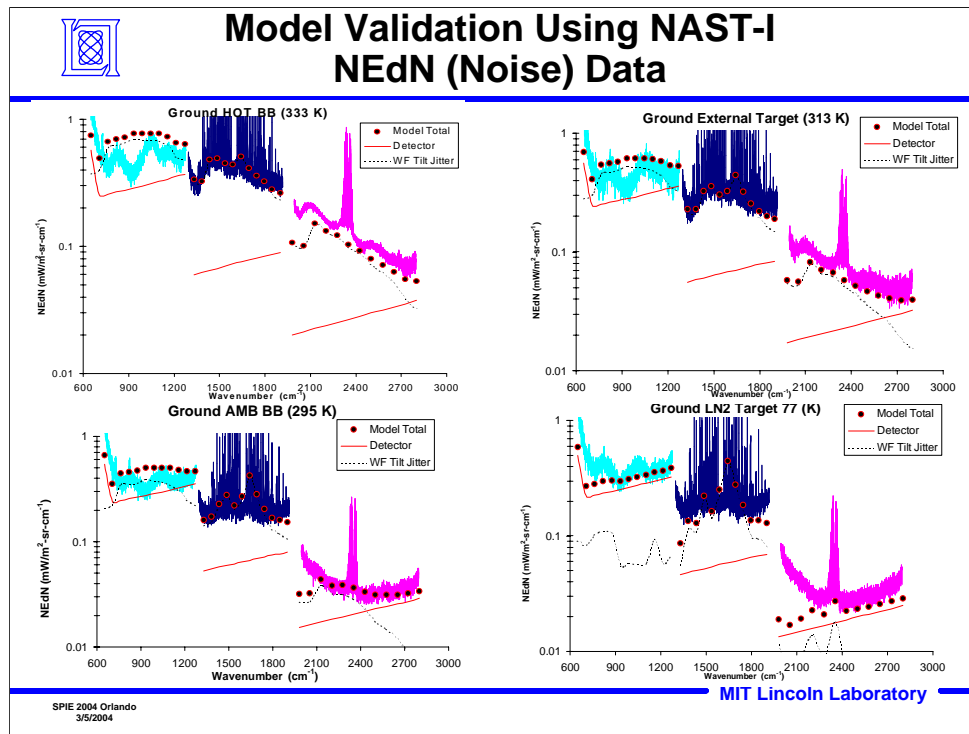 Model Validation Using NAST-I
NEdN (Noise) Data
Ground HOT BB (333 K)
Model Total
Detector
WF Tilt Jitter
NEdN (mW/m²-sr-cm⁻¹)
1
0.1
0.01
600 900 1200 1500 1800 2100 2400 2700 3000
Wavenumber (cm⁻¹)
Ground External Target (313 K)
Model Total
Detector
WF Tilt Jitter
NEdN (mW/m²-sr-cm⁻¹)
1
0.1
0.01
600 900 1200 1500 1800 2100 2400 2700 3000
Wavenumber (cm⁻¹)
Ground AMB BB (295 K)
Model Total
Detector
WF Tilt Jitter
NEdN (mW/m²-sr-cm⁻¹)
1
0.1
0.01
600 900 1200 1500 1800 2100 2400 2700 3000
Wavenumber (cm⁻¹)
Ground LN2 Target 77 (K)
Model Total
Detector
WF Tilt Jitter
NEdN (mW/m²-sr-cm⁻¹)
1
0.1
0.01
600 900 1200 1500 1800 2100 2400 2700 3000
Wavenumber (cm⁻¹)
MIT Lincoln Laboratory
SPIE 2004 Orlando
3/5/2004